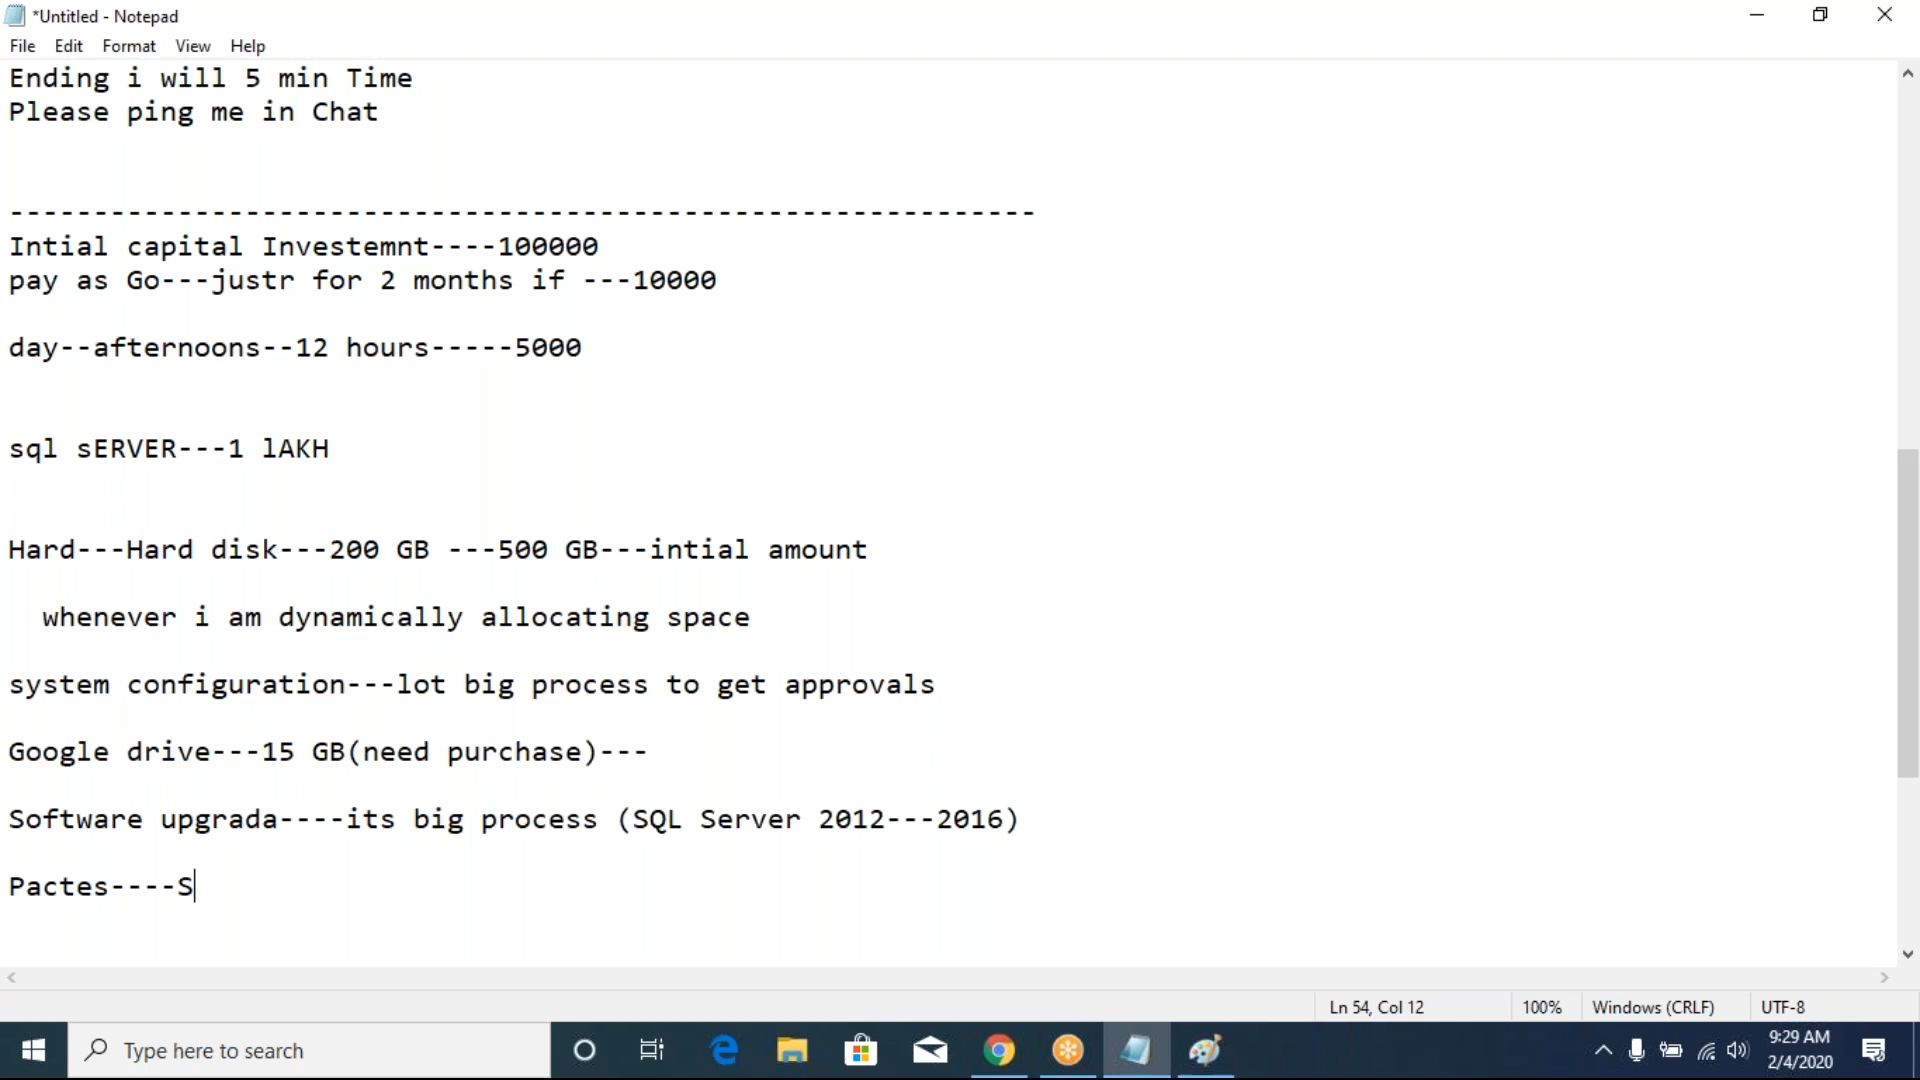 *Untitled - Notepad
File Edit Format View Help
Ending i will 5 min Time
Please ping me in Chat
-------------------------------------------------------------
Intial capital Investemnt----100000
pay as Go---justr for 2 months if ---10000
day--afternoons--12 hours-----5000
sql sERVER---1 lAKH
Hard---Hard disk---200 GB ---500 GB---intial amount
whenever i am dynamically allocating space
system configuration---lot big process to get approvals
Google drive---15 GB(need purchase)---
Software upgrada----its big process (SQL Server 2012---2016)
Pactes----S
Ln 54, Col 12 100% Windows (CRLF) UTF-8
Type here to search
9:29 AM
2/4/2020